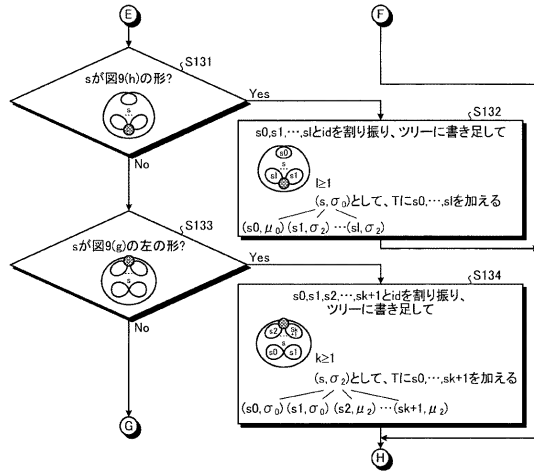 E
F
S131
sが図9(h)の形?
s
...
Yes
No
S132
s0,s1,…,slとidを割り振り、ツリーに書き足して
s0
s
...
sl
s1
l≥1
(s,σ0)として、Tにs0,…,slを加える
(s0,μ0)(s1,σ2)…(sl,σ2)
S133
sが図9(g)の左の形?
...
s
Yes
No
S134
s0,s1,s2,…,sk+1とidを割り振り、
ツリーに書き足して
s2
sk+1
...
s
s0
s1
k≥1
(s,σ2)として、Tにs0,…,sk+1を加える
(s0,σ0)(s1,σ0)(s2,μ2)…(sk+1,μ2)
G
H